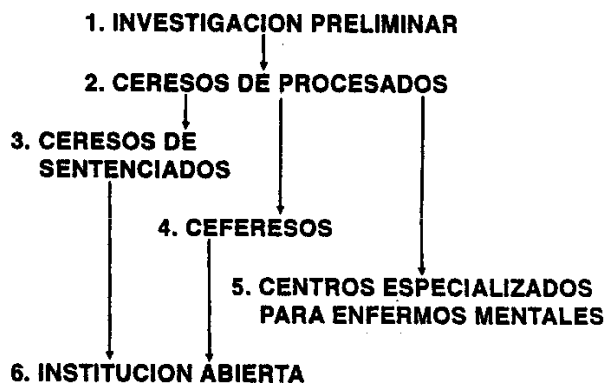 1. INVESTIGACION PRELIMINAR
2. CERESOS DE PROCESADOS
3. CERESOS DE
SENTENCIADOS
4. CEFERESOS
5. CENTROS ESPECIALIZADOS
PARA ENFERMOS MENTALES
6. INSTITUCION ABIERTA